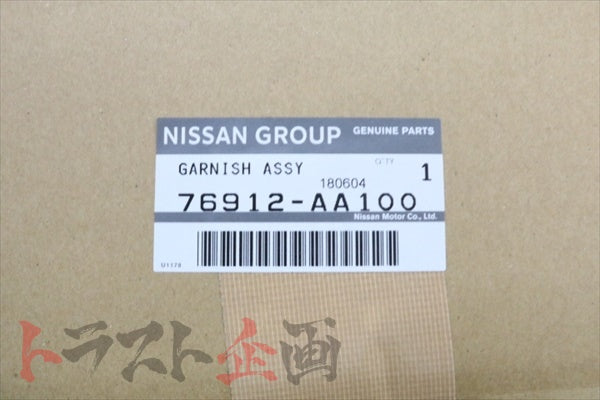 NISSAN GROUP GENUINE PARTS
GARNISH ASSY Q'TY 1
180604
76912-AA100
Nissan Motor Co., Ltd.
U1178
トラスト企画